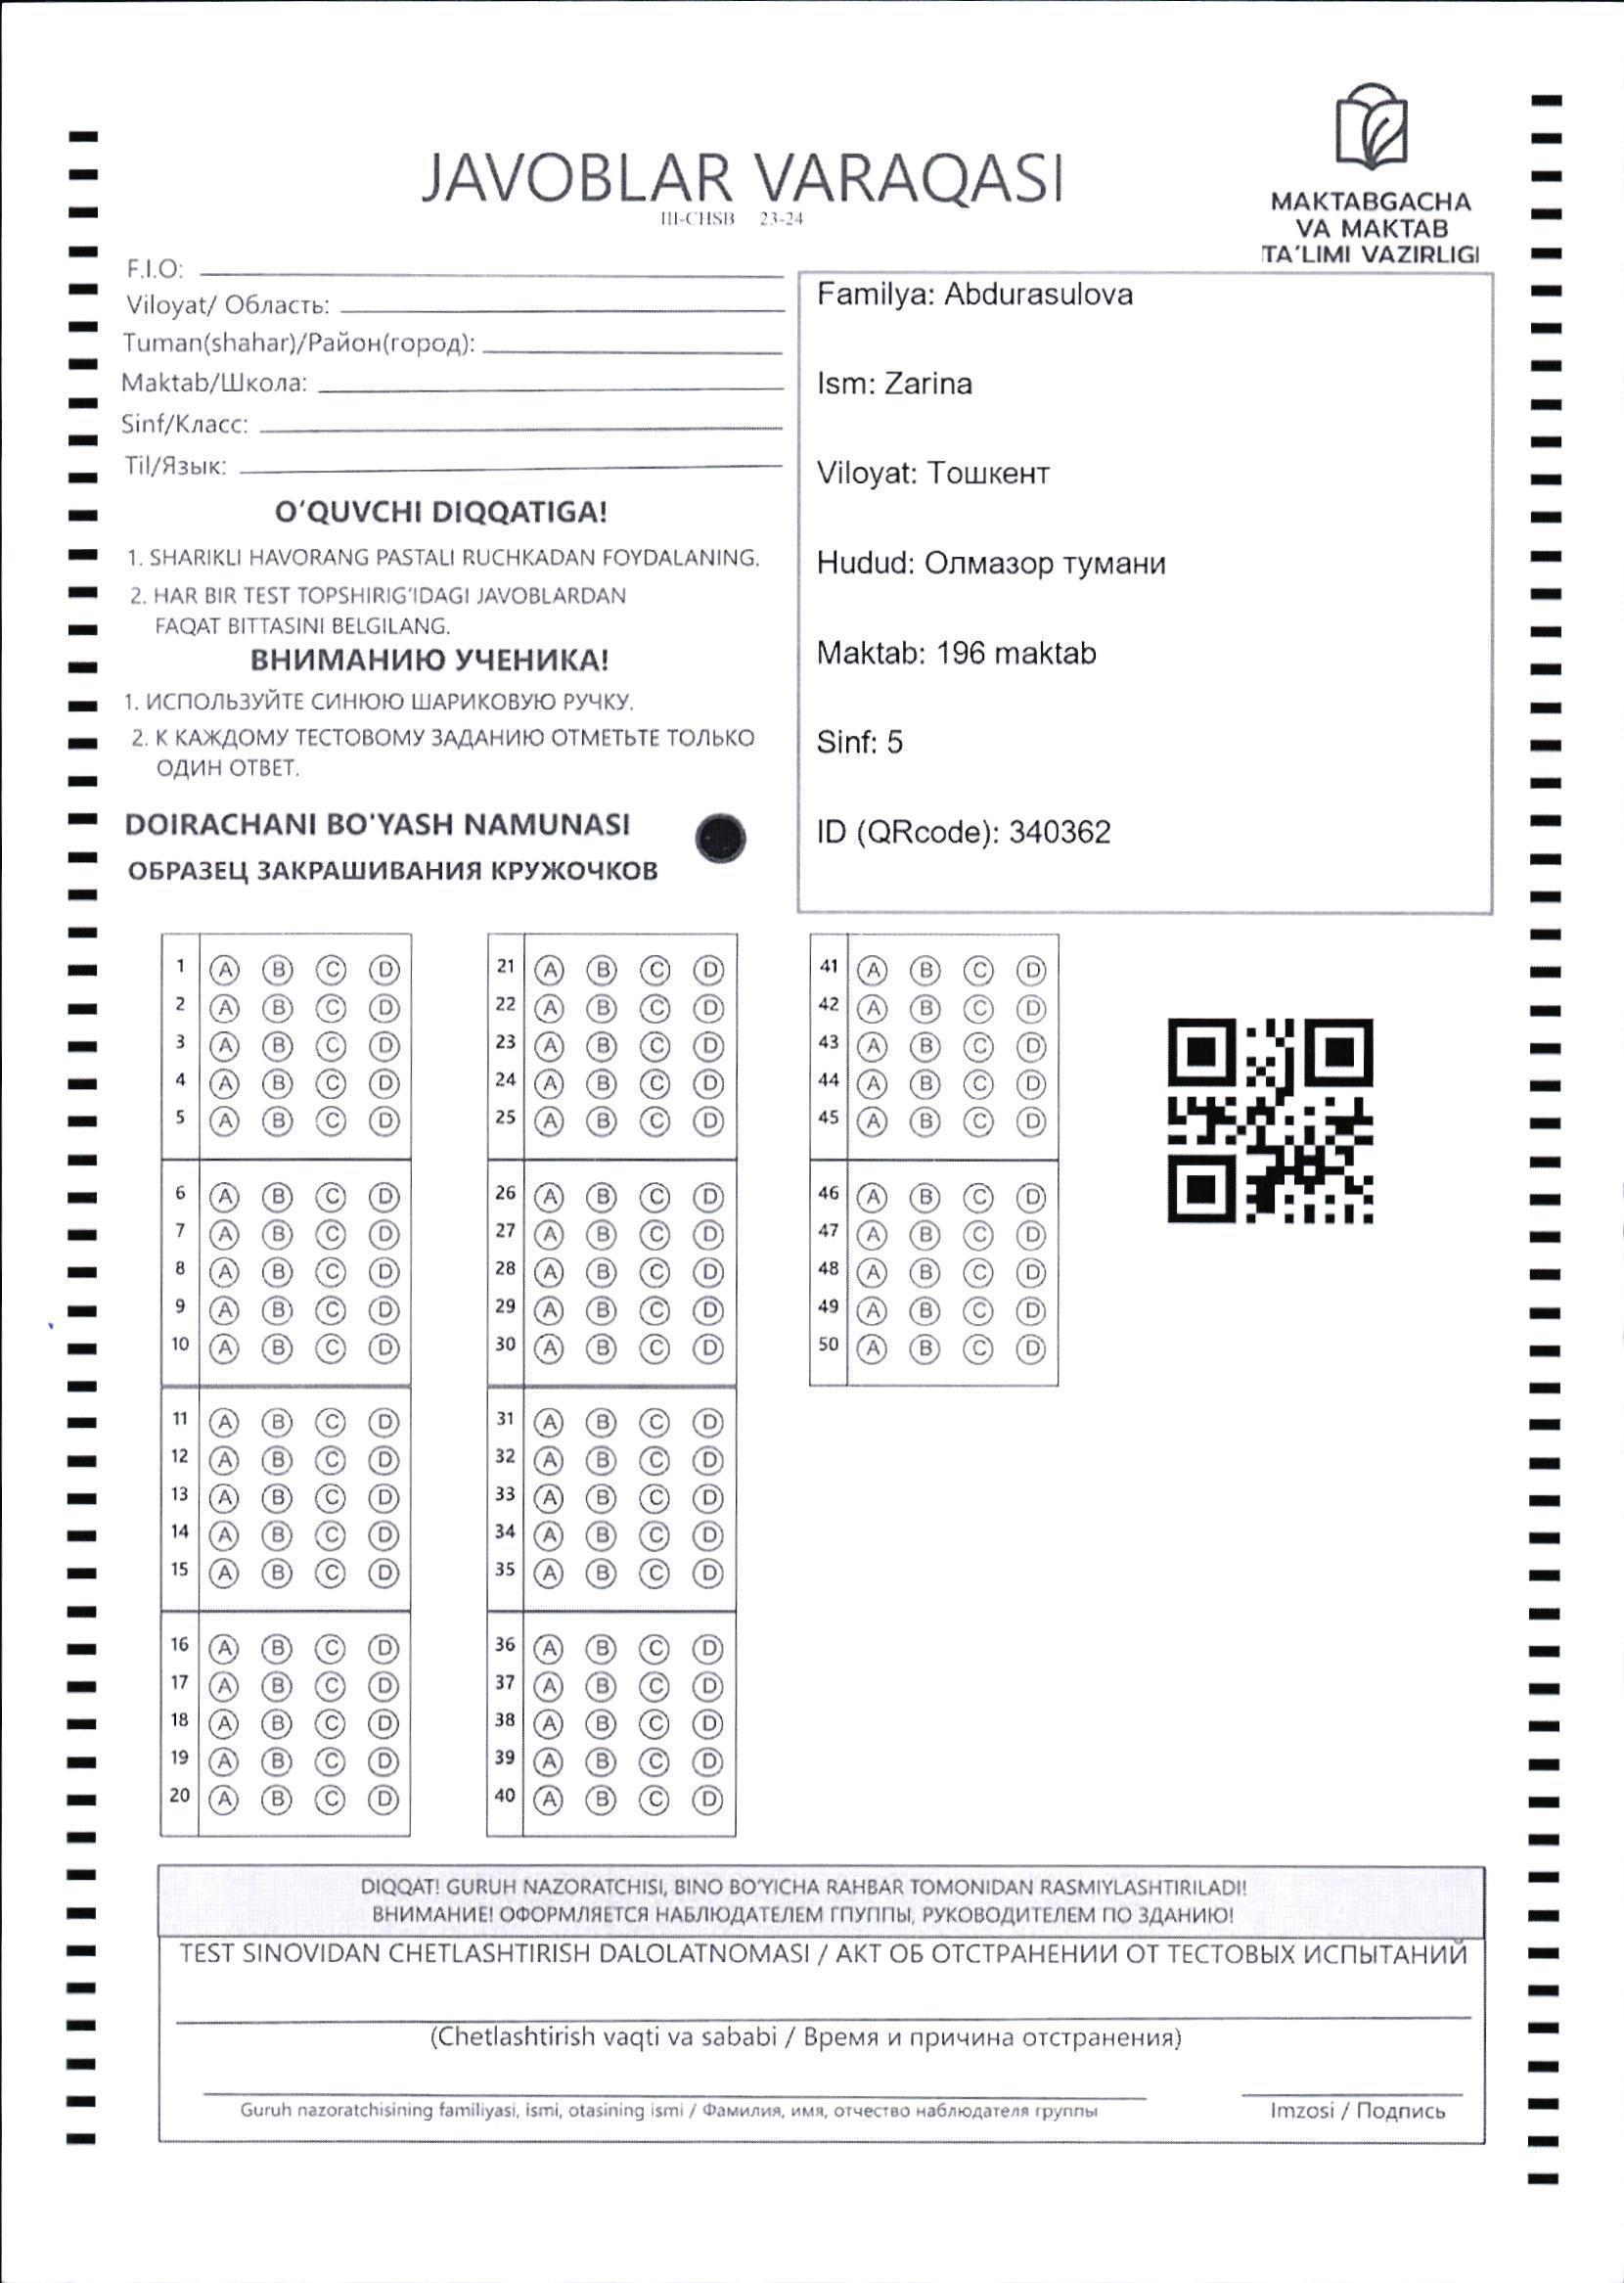 JAVOBLAR VARAQASI
III-CHSB 23-24
MAKTABGACHA
VA MAKTAB
TA'LIMI VAZIRLIGI
F.I.O:
Viloyat/ Область:
Tuman(shahar)/Район(город):
Maktab/Школа:
Sinf/Класс:
Til/Язык:
Familya: Abdurasulova
Ism: Zarina
Viloyat: Тошкент
Hudud: Олмазор тумани
Maktab: 196 maktab
Sinf: 5
ID (QRcode): 340362
O'QUVCHI DIQQATIGA!
1. SHARIKLI HAVORANG PASTALI RUCHKADAN FOYDALANING.
2. HAR BIR TEST TOPSHIRIG'IDAGI JAVOBLARDAN
FAQAT BITTASINI BELGILANG.
ВНИМАНИЮ УЧЕНИКА!
1. ИСПОЛЬЗУЙТЕ СИНЮЮ ШАРИКОВУЮ РУЧКУ.
2. К КАЖДОМУ ТЕСТОВОМУ ЗАДАНИЮ ОТМЕТЬТЕ ТОЛЬКО
ОДИН ОТВЕТ.
DOIRACHANI BO'YASH NAMUNASI
ОБРАЗЕЦ ЗАКРАШИВАНИЯ КРУЖОЧКОВ
1 A B C D
2 A B C D
3 A B C D
4 A B C D
5 A B C D
6 A B C D
7 A B C D
8 A B C D
9 A B C D
10 A B C D
11 A B C D
12 A B C D
13 A B C D
14 A B C D
15 A B C D
16 A B C D
17 A B C D
18 A B C D
19 A B C D
20 A B C D
21 A B C D
22 A B C D
23 A B C D
24 A B C D
25 A B C D
26 A B C D
27 A B C D
28 A B C D
29 A B C D
30 A B C D
31 A B C D
32 A B C D
33 A B C D
34 A B C D
35 A B C D
36 A B C D
37 A B C D
38 A B C D
39 A B C D
40 A B C D
41 A B C D
42 A B C D
43 A B C D
44 A B C D
45 A B C D
46 A B C D
47 A B C D
48 A B C D
49 A B C D
50 A B C D
DIQQAT! GURUH NAZORATCHISI, BINO BO'YICHA RAHBAR TOMONIDAN RASMIYLASHTIRILADI!
ВНИМАНИЕ! ОФОРМЛЯЕТСЯ НАБЛЮДАТЕЛЕМ ГПУППЫ, РУКОВОДИТЕЛЕМ ПО ЗДАНИЮ!
TEST SINOVIDAN CHETLASHTIRISH DALOLATNOMASI / АКТ ОБ ОТСТРАНЕНИИ ОТ ТЕСТОВЫХ ИСПЫТАНИЙ
(Chetlashtirish vaqti va sababi / Время и причина отстранения)
Guruh nazoratchisining familiyasi, ismi, otasining ismi / Фамилия, имя, отчество наблюдателя группы
Imzosi / Подпись